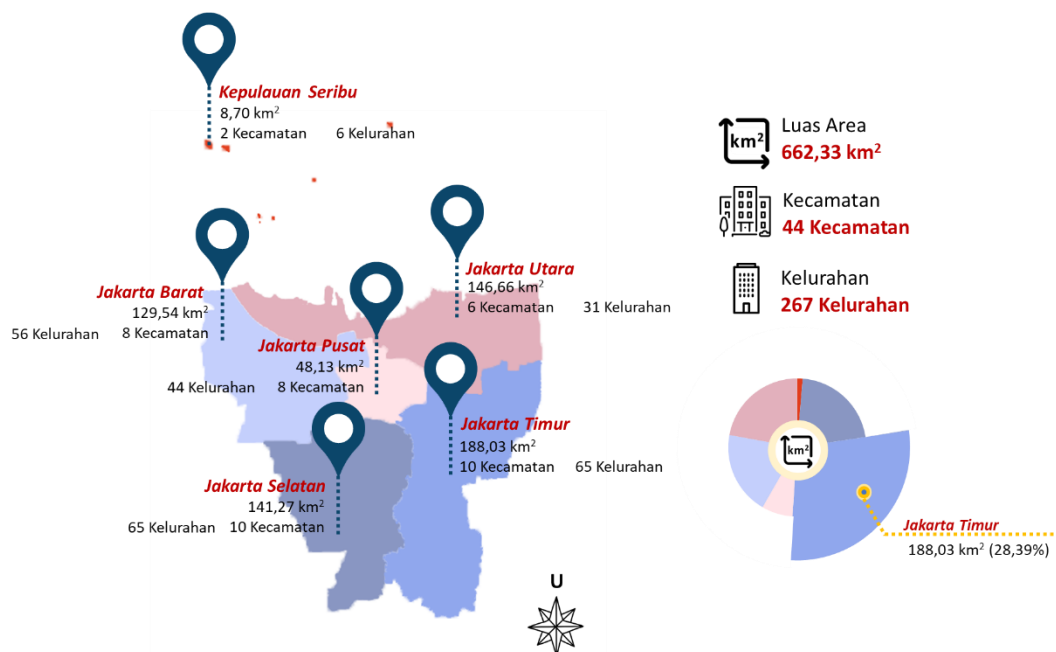 Kepulauan Seribu
8,70 km²
2 Kecamatan 6 Kelurahan
Jakarta Utara
146,66 km²
6 Kecamatan 31 Kelurahan
Jakarta Barat
129,54 km²
56 Kelurahan 8 Kecamatan
Jakarta Pusat
48,13 km²
44 Kelurahan 8 Kecamatan
Jakarta Timur
188,03 km²
10 Kecamatan 65 Kelurahan
Jakarta Selatan
141,27 km²
65 Kelurahan 10 Kecamatan
U
km²
Luas Area
662,33 km²
Kecamatan
44 Kecamatan
Kelurahan
267 Kelurahan
km²
Jakarta Timur
188,03 km² (28,39%)